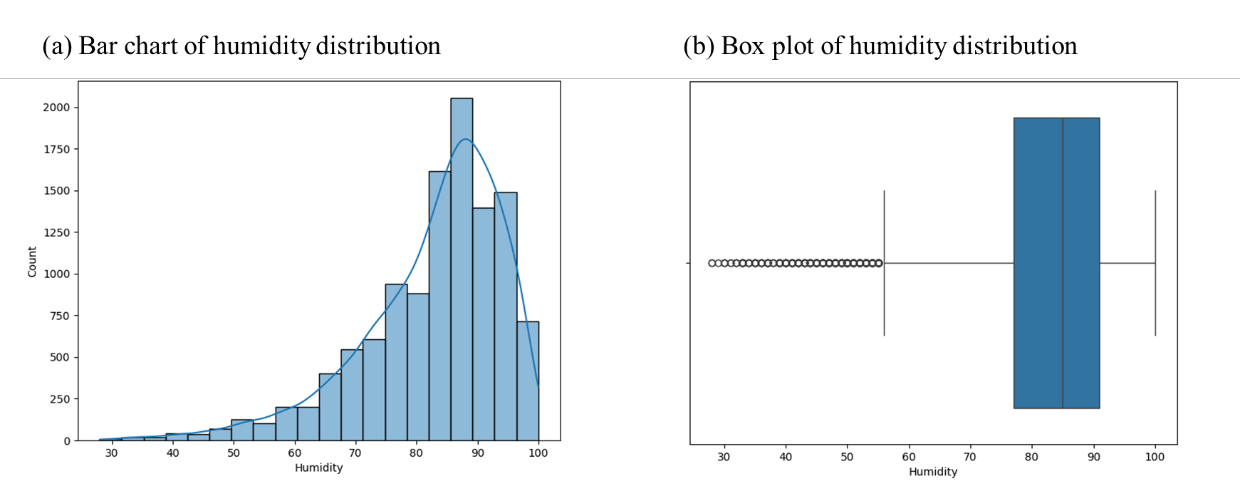 (a) Bar chart of humidity distribution
(b) Box plot of humidity distribution
2000
1750
1500
1250
1000
750
500
250
0
Count
30 40 50 60 70 80 90 100
Humidity
30 40 50 60 70 80 90 100
Humidity